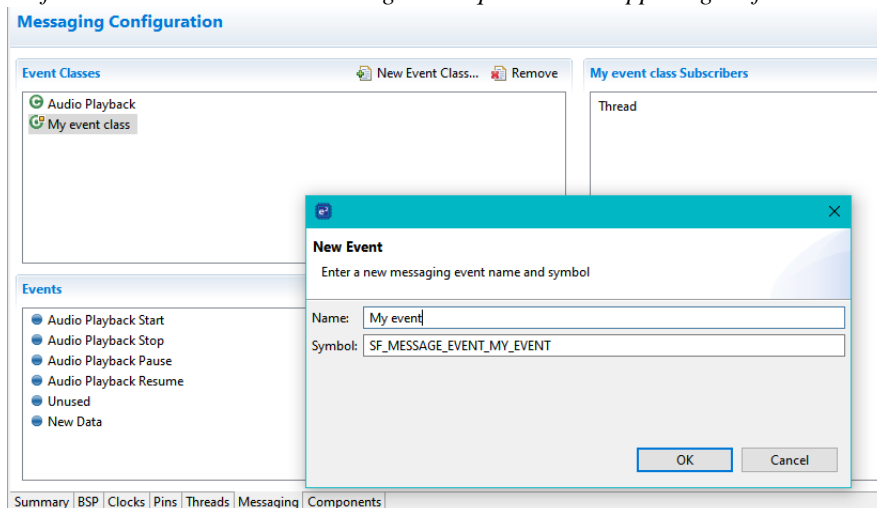 Messaging Configuration
Event Classes
New Event Class... Remove
Audio Playback
My event class
My event class Subscribers
Thread
New Event
Enter a new messaging event name and symbol
Name: My event
Symbol: SF_MESSAGE_EVENT_MY_EVENT
OK Cancel
Events
Audio Playback Start
Audio Playback Stop
Audio Playback Pause
Audio Playback Resume
Unused
New Data
Summary BSP Clocks Pins Threads Messaging Components